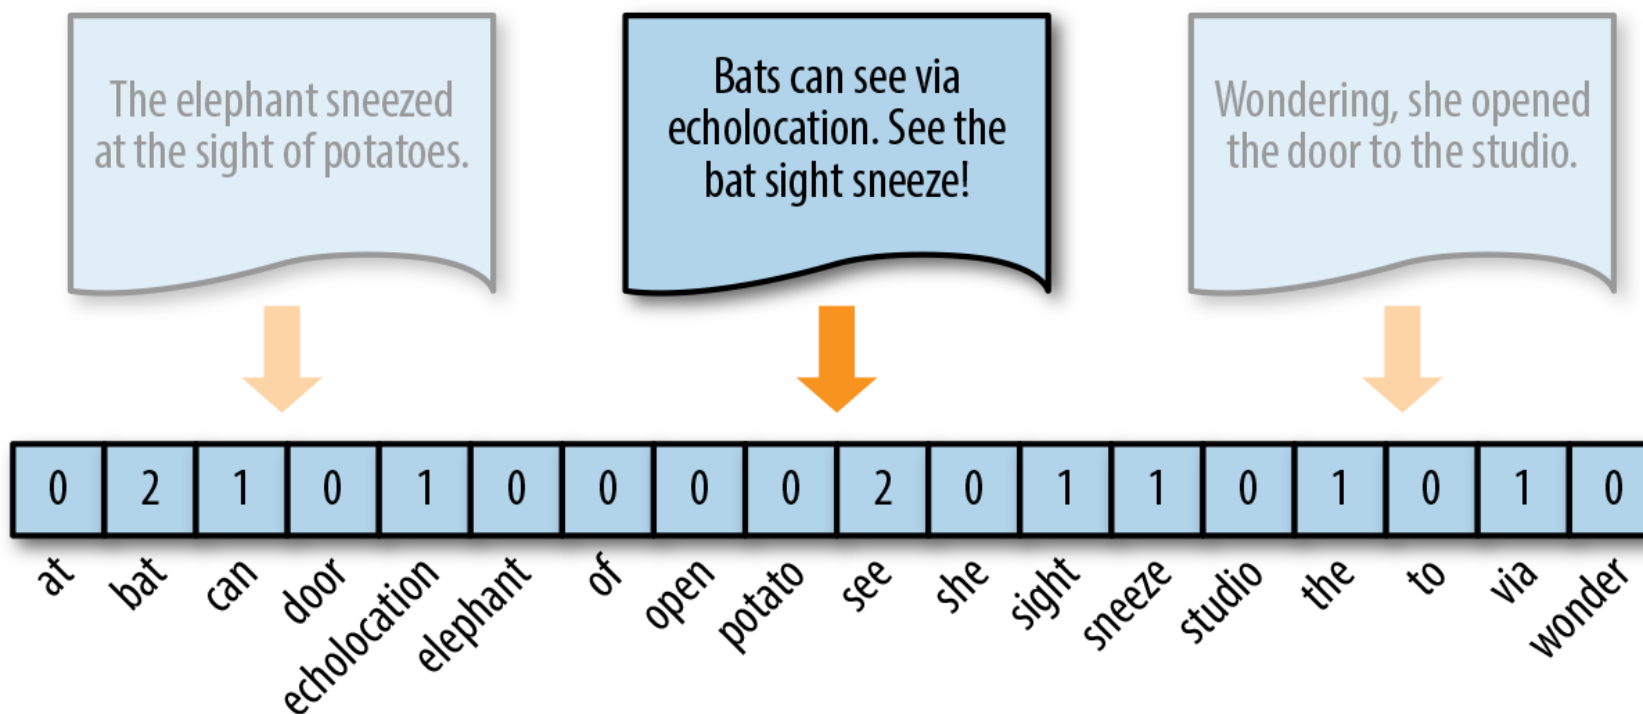 The elephant sneezed
at the sight of potatoes.
Bats can see via
echolocation. See the
bat sight sneeze!
Wondering, she opened
the door to the studio.
0 2 1 0 1 0 0 0 0 2 0 1 1 0 1 0 1 0
at bat can door echolocation elephant of open potato see she sight sneeze studio the to via wonder